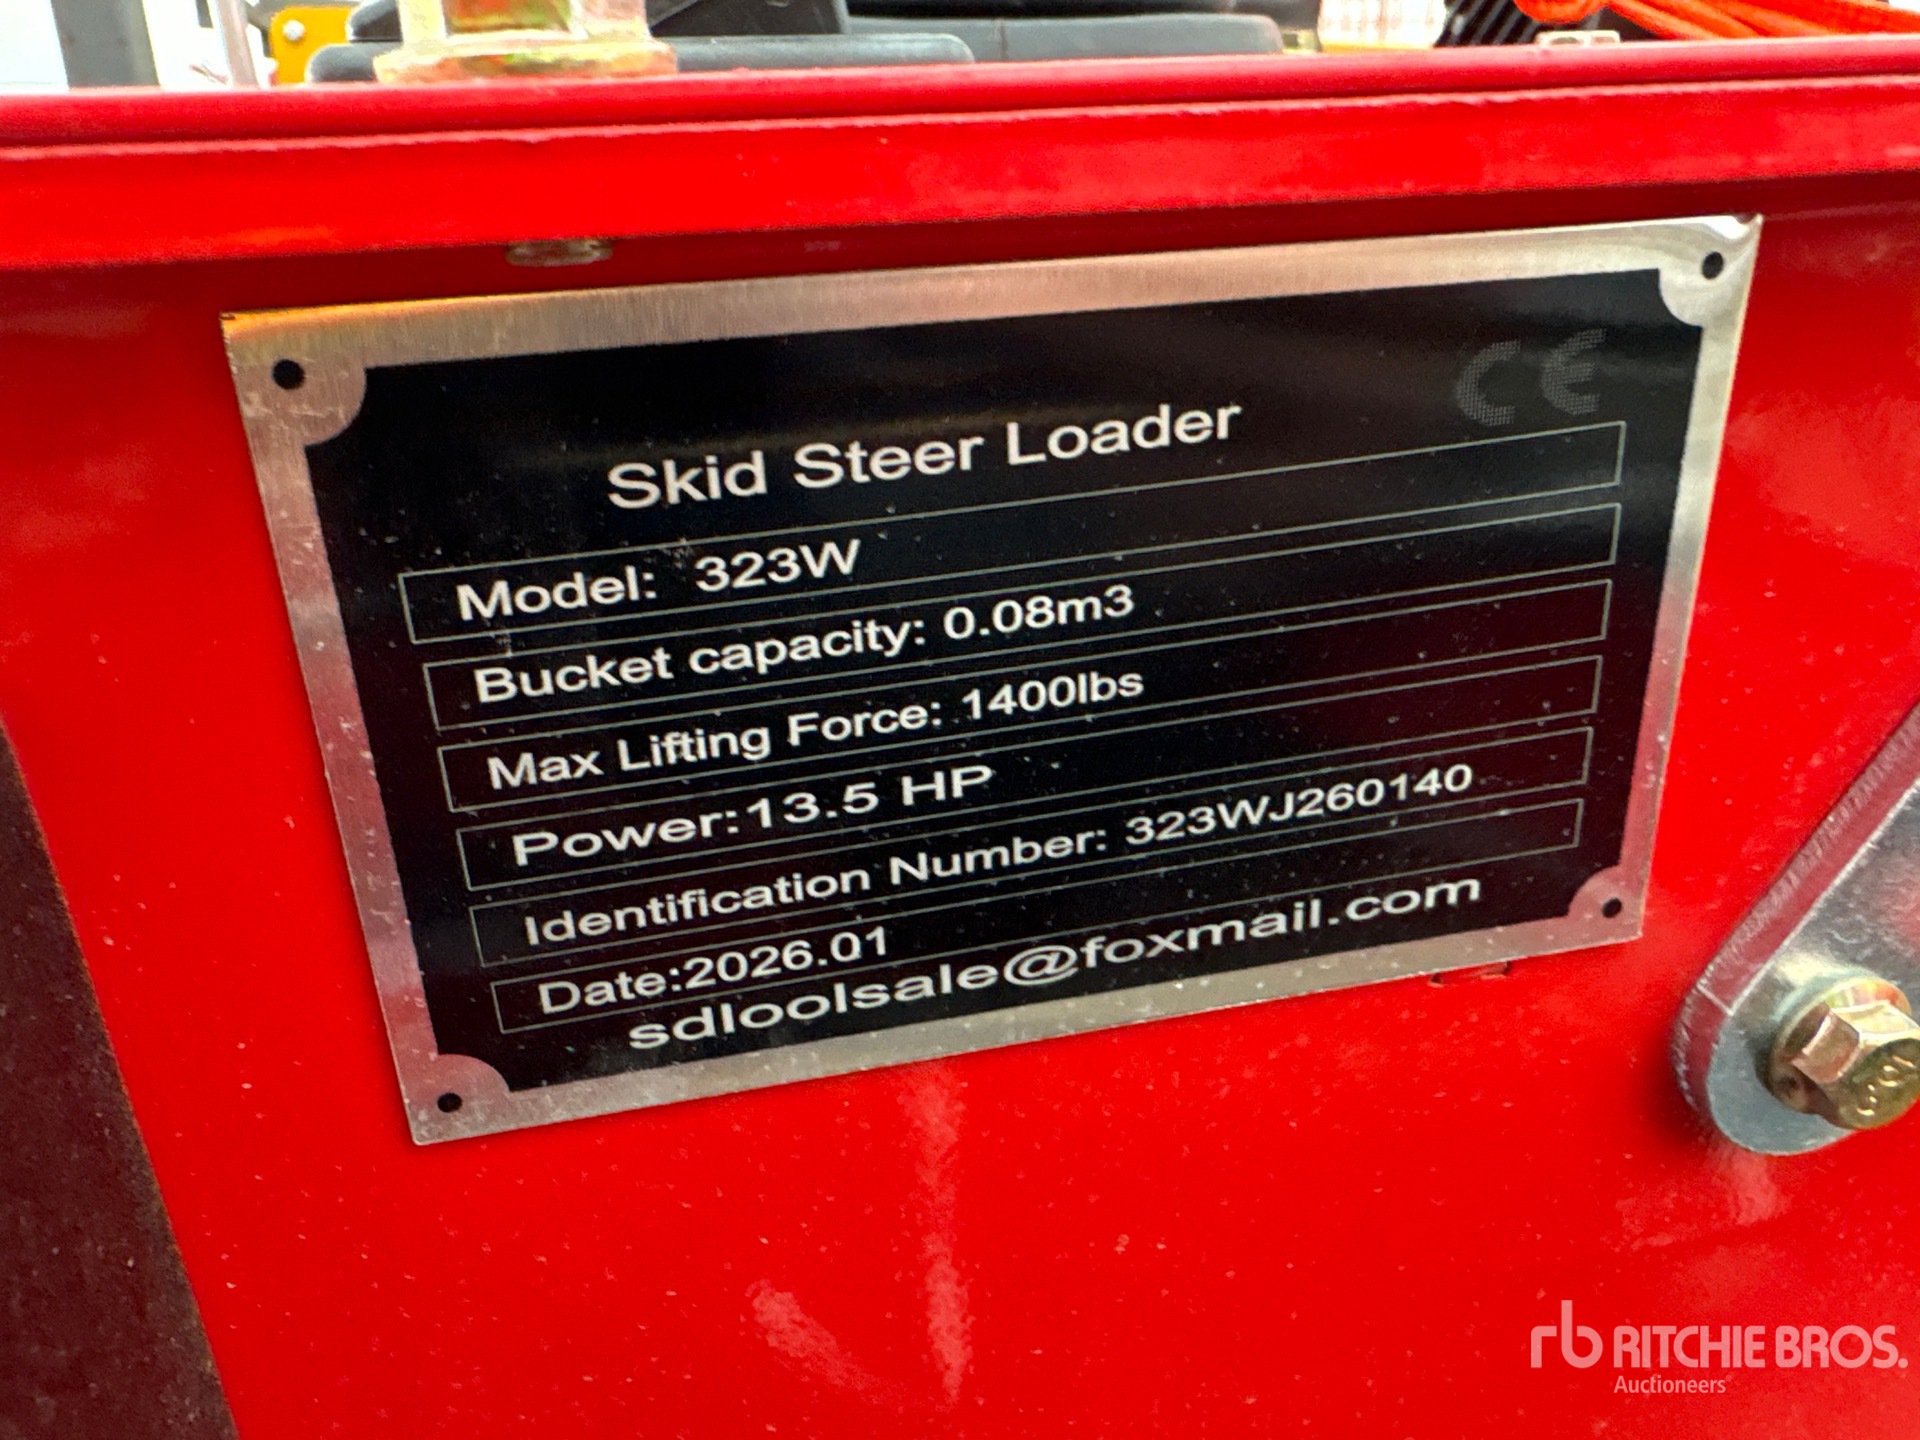 CE
Skid Steer Loader
Model: 323W
Bucket capacity: 0.08m3
Max Lifting Force: 1400lbs
Power:13.5 HP
Identification Number: 323WJ260140
Date:2026.01
sdloolsale@foxmail.com
rb RITCHIE BROS.
Auctioneers